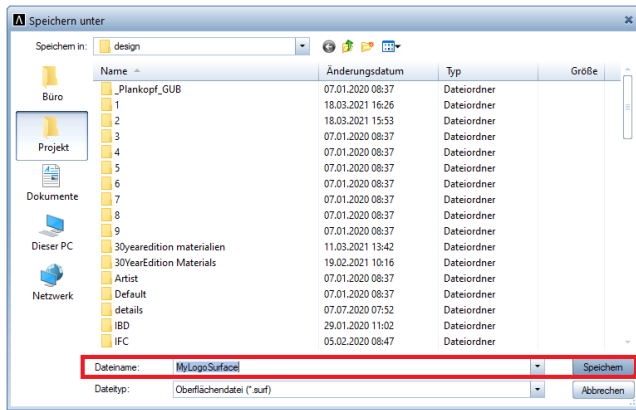 Speichern unter
Speichern in: design
Name Änderungsdatum Typ Größe
_Plankopf_GUB 07.01.2020 08:37 Dateiordner
1 18.03.2021 16:26 Dateiordner
2 18.03.2021 15:53 Dateiordner
3 07.01.2020 08:37 Dateiordner
4 07.01.2020 08:37 Dateiordner
5 07.01.2020 08:37 Dateiordner
6 07.01.2020 08:37 Dateiordner
7 07.01.2020 08:37 Dateiordner
8 07.01.2020 08:37 Dateiordner
9 07.01.2020 08:37 Dateiordner
30yearedition materialien 11.03.2021 13:42 Dateiordner
30YearEdition Materials 19.02.2021 10:16 Dateiordner
Artist 07.01.2020 08:37 Dateiordner
Default 07.01.2020 08:37 Dateiordner
details 07.07.2020 07:52 Dateiordner
IBD 29.01.2020 11:02 Dateiordner
IFC 05.02.2020 08:47 Dateiordner
Büro
Projekt
Dokumente
Dieser PC
Netzwerk
Dateiname: MyLogoSurface Speichern
Dateityp: Oberflächendatei (*.surf) Abbrechen